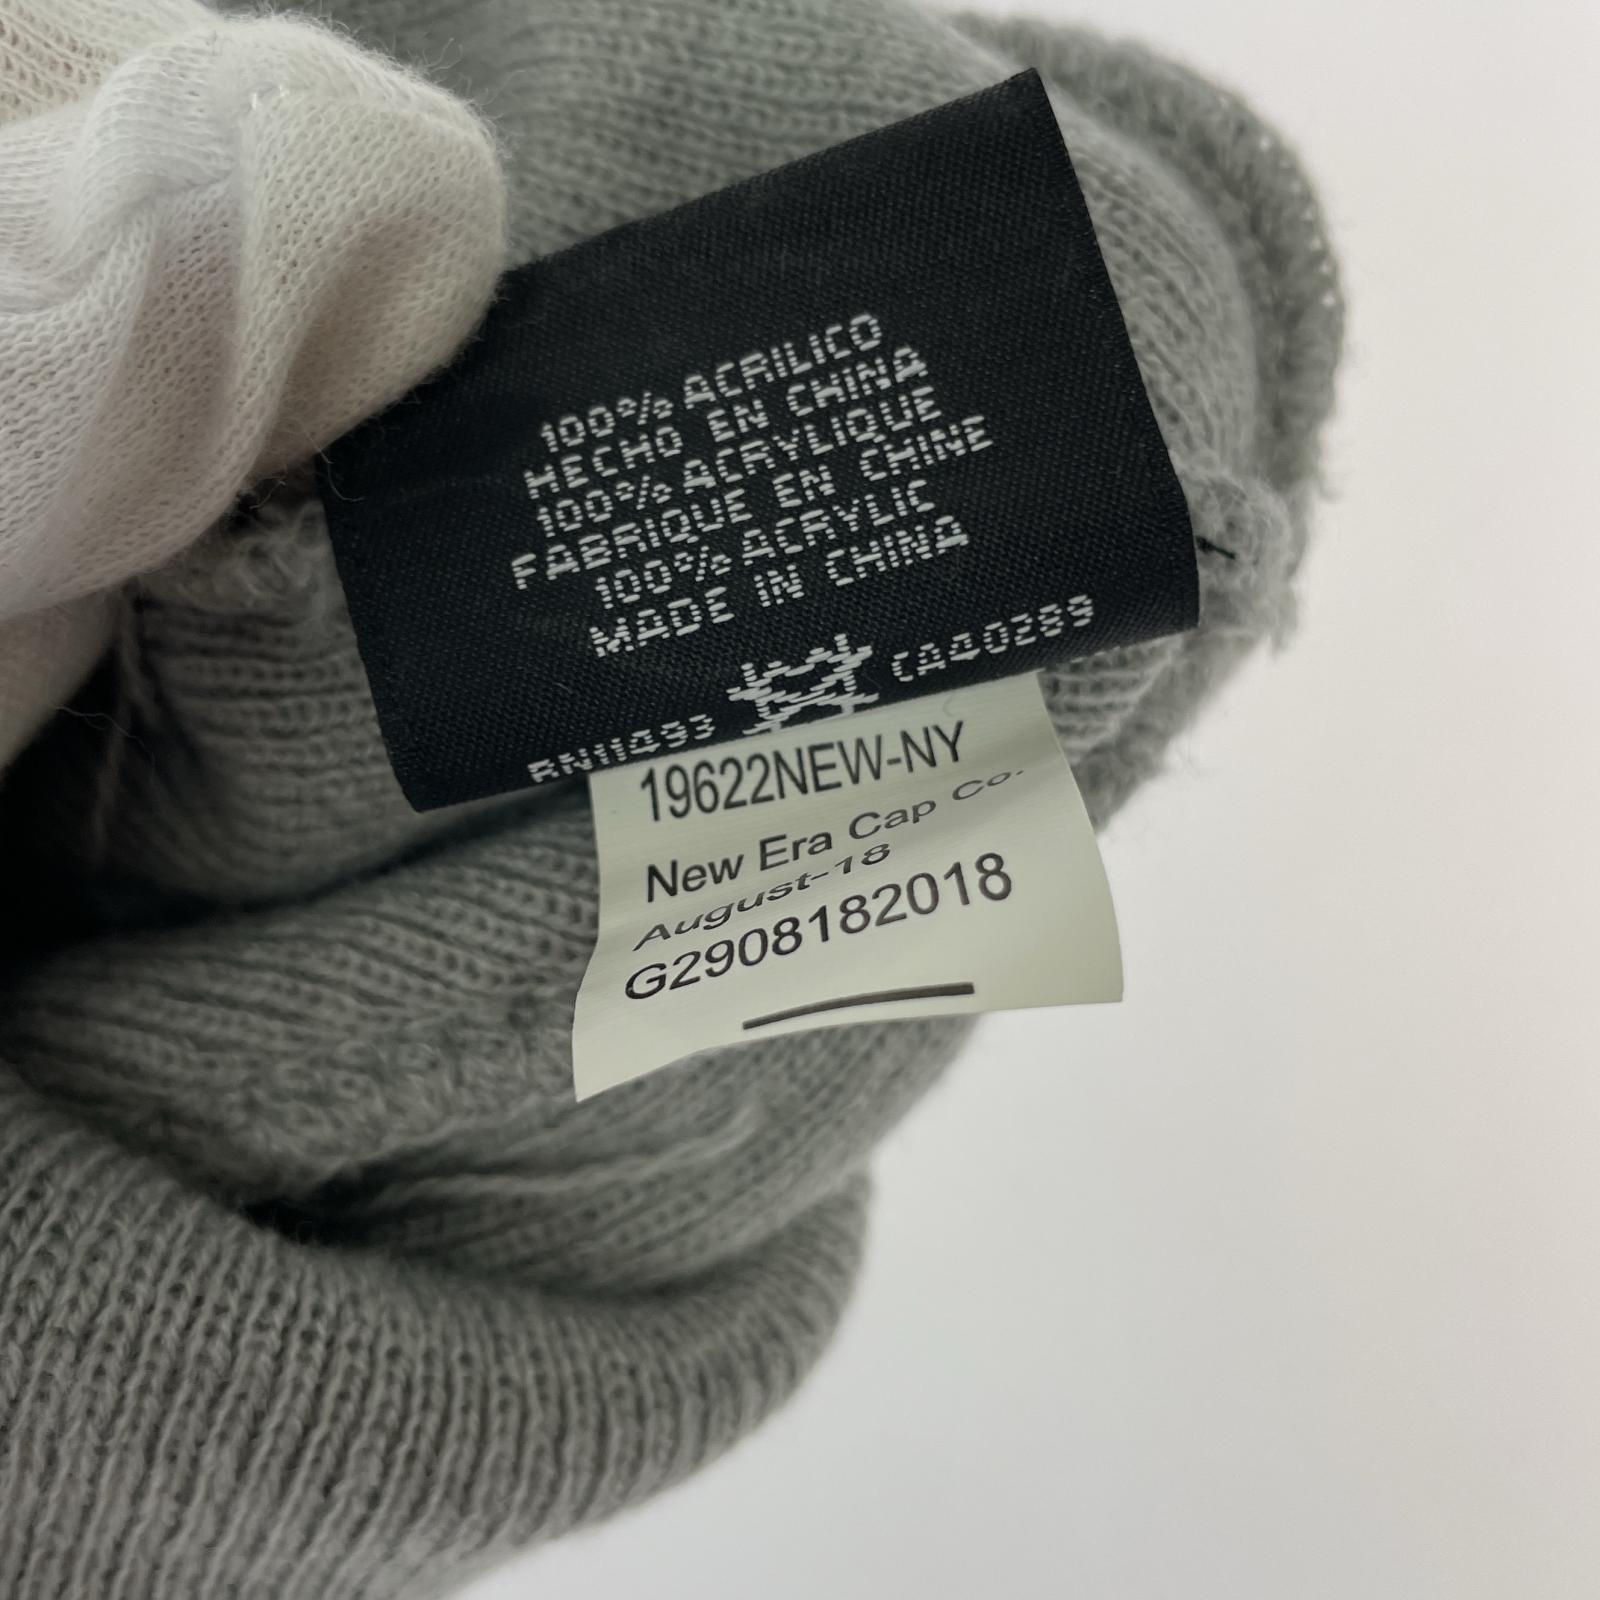 100% ACRILICO
HECHO EN CHINA
100% ACRYLIQUE
FABRIQUE EN CHINE
100% ACRYLIC
MADE IN CHINA
RN11493 CA40289
19622NEW-NY
New Era Cap Co.
August-18
G2908182018